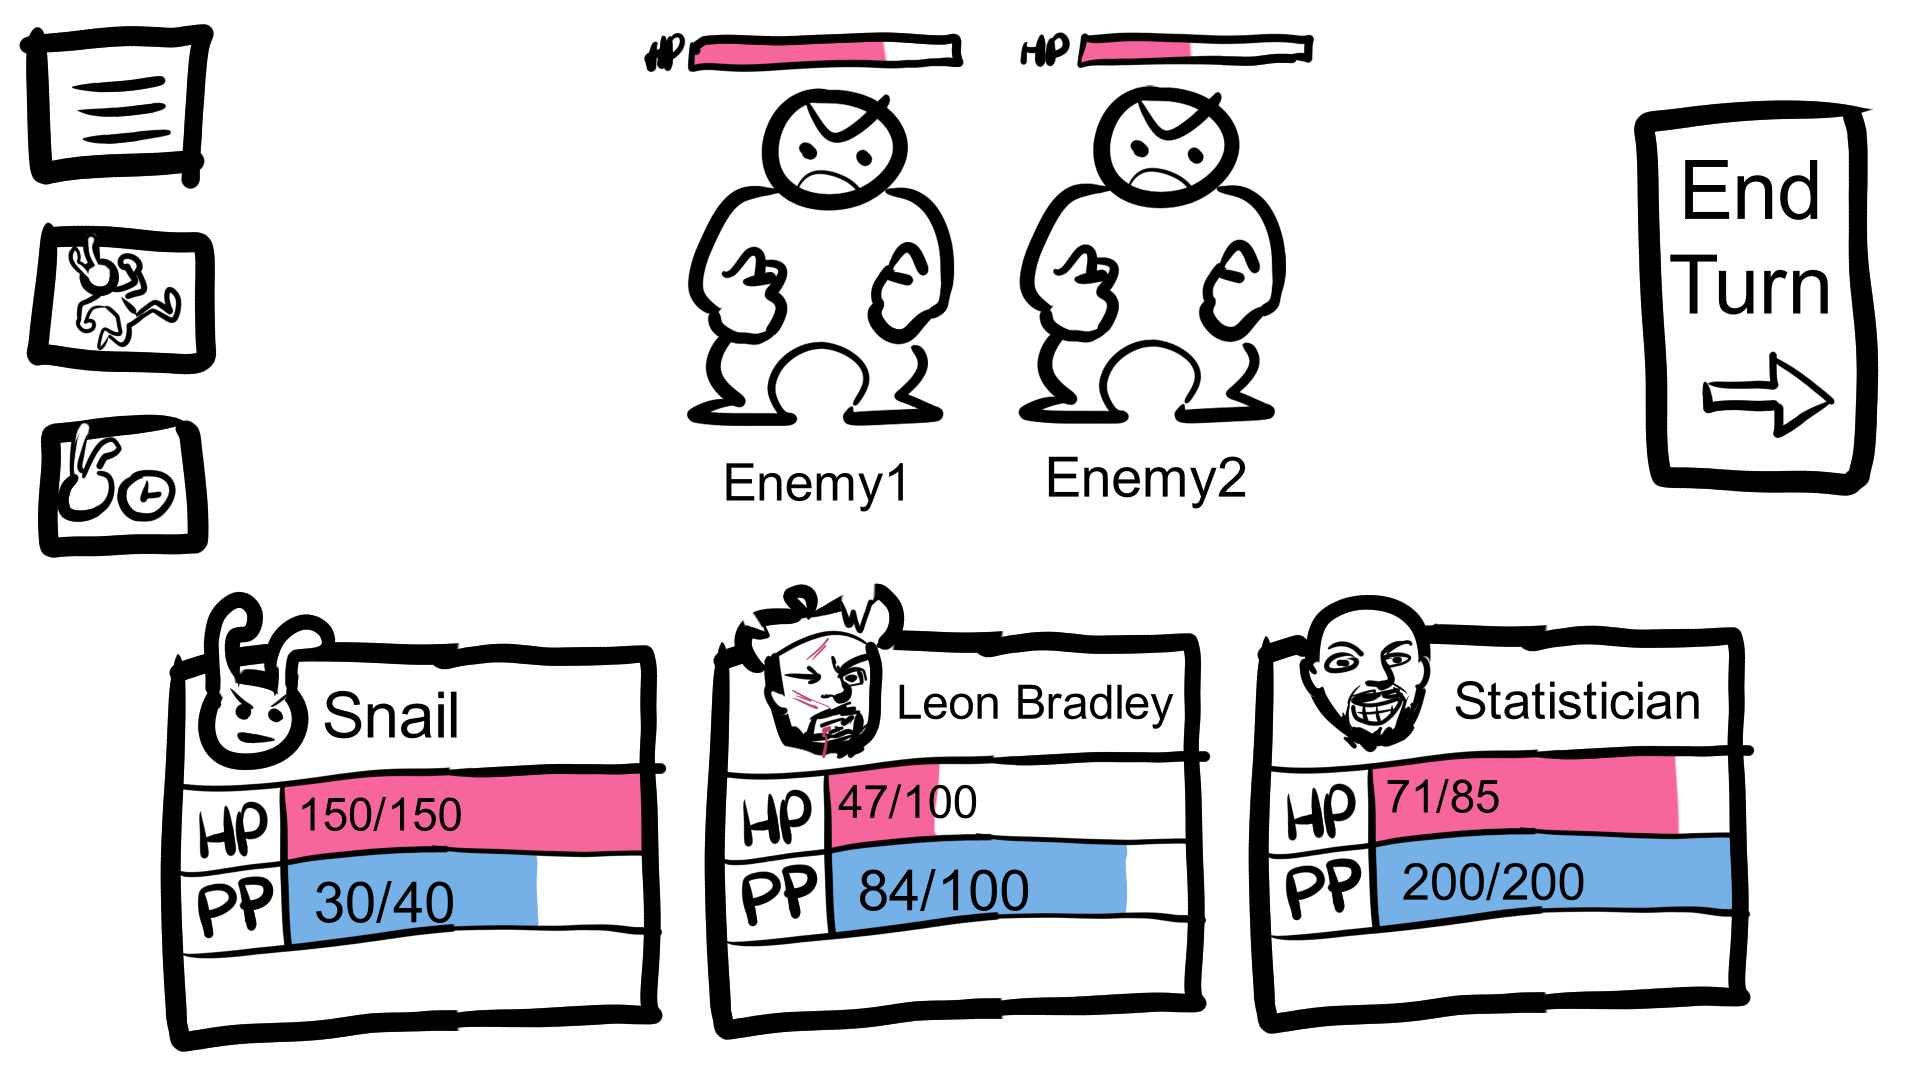 HP
HP
End
Turn
Enemy1
Enemy2
Snail
HP 150/150
PP 30/40
Leon Bradley
HP 47/100
PP 84/100
Statistician
HP 71/85
PP 200/200